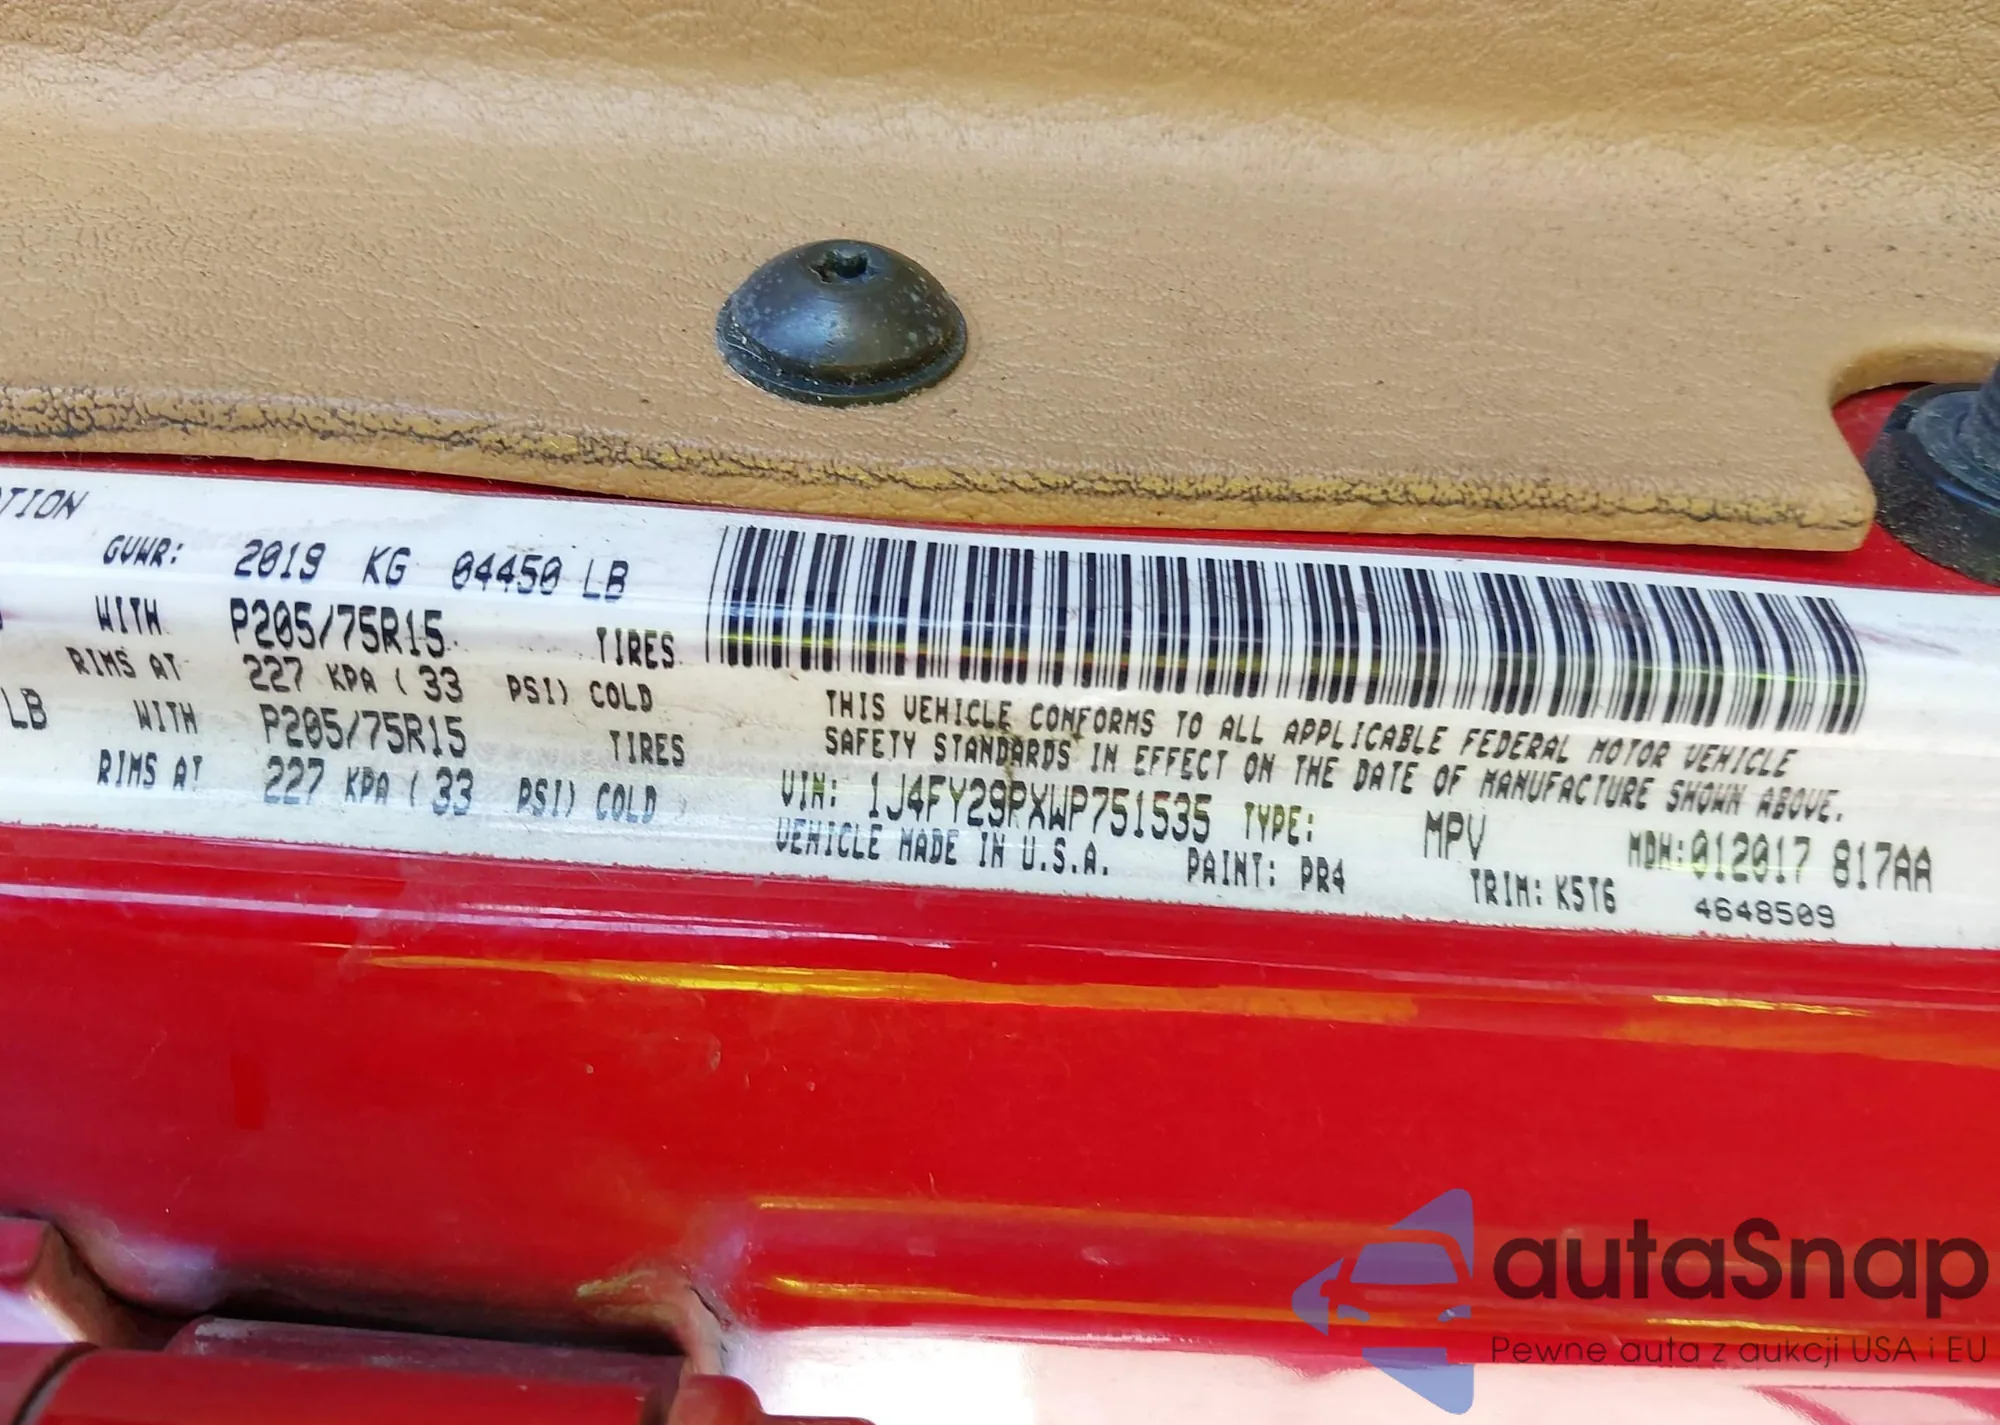 TION
GVWR: 2019 KG 04450 LB
WITH P205/75R15 TIRES
RIMS AT 227 KPA ( 33 PSI) COLD
LB WITH P205/75R15 TIRES
RIMS AT 227 KPA ( 33 PSI) COLD
THIS VEHICLE CONFORMS TO ALL APPLICABLE FEDERAL MOTOR VEHICLE
SAFETY STANDARDS IN EFFECT ON THE DATE OF MANUFACTURE SHOWN ABOVE.
VIN: 1J4FY29PXWP751535 TYPE: MPV MDH:012017 817AA
VEHICLE MADE IN U.S.A. PAINT: PR4 TRIM: K5T6 4648509
autaSnap
Pewne auta z aukcji USA i EU